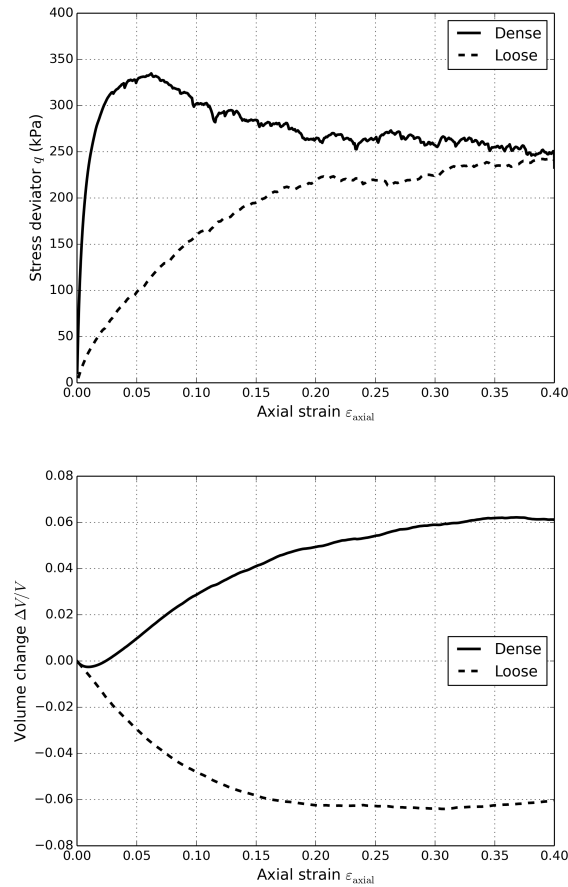 400
350
300
250
200
150
100
50
0
Stress deviator q (kPa)
Dense
Loose
0.00 0.05 0.10 0.15 0.20 0.25 0.30 0.35 0.40
Axial strain ε_axial
0.08
0.06
0.04
0.02
0.00
−0.02
−0.04
−0.06
−0.08
Volume change ΔV/V
Dense
Loose
0.00 0.05 0.10 0.15 0.20 0.25 0.30 0.35 0.40
Axial strain ε_axial